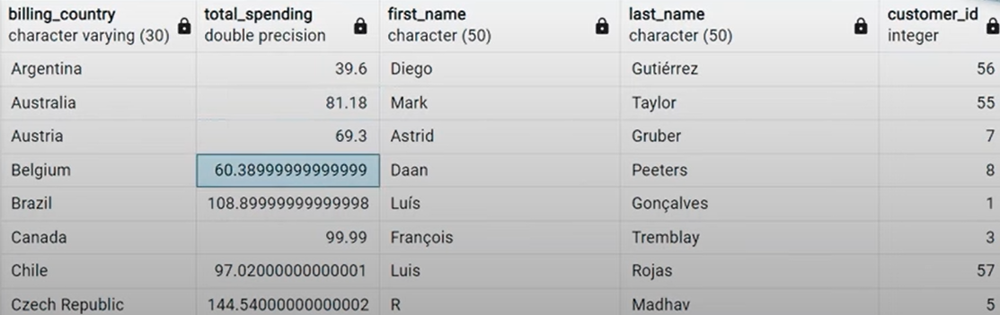 billing_country total_spending first_name last_name customer_id
character varying (30) double precision character (50) character (50) integer
Argentina 39.6 Diego Gutiérrez 56
Australia 81.18 Mark Taylor 55
Austria 69.3 Astrid Gruber 7
Belgium 60.38999999999999 Daan Peeters 8
Brazil 108.89999999999998 Luís Gonçalves 1
Canada 99.99 François Tremblay 3
Chile 97.02000000000001 Luis Rojas 57
Czech Republic 144.54000000000002 R Madhav 5